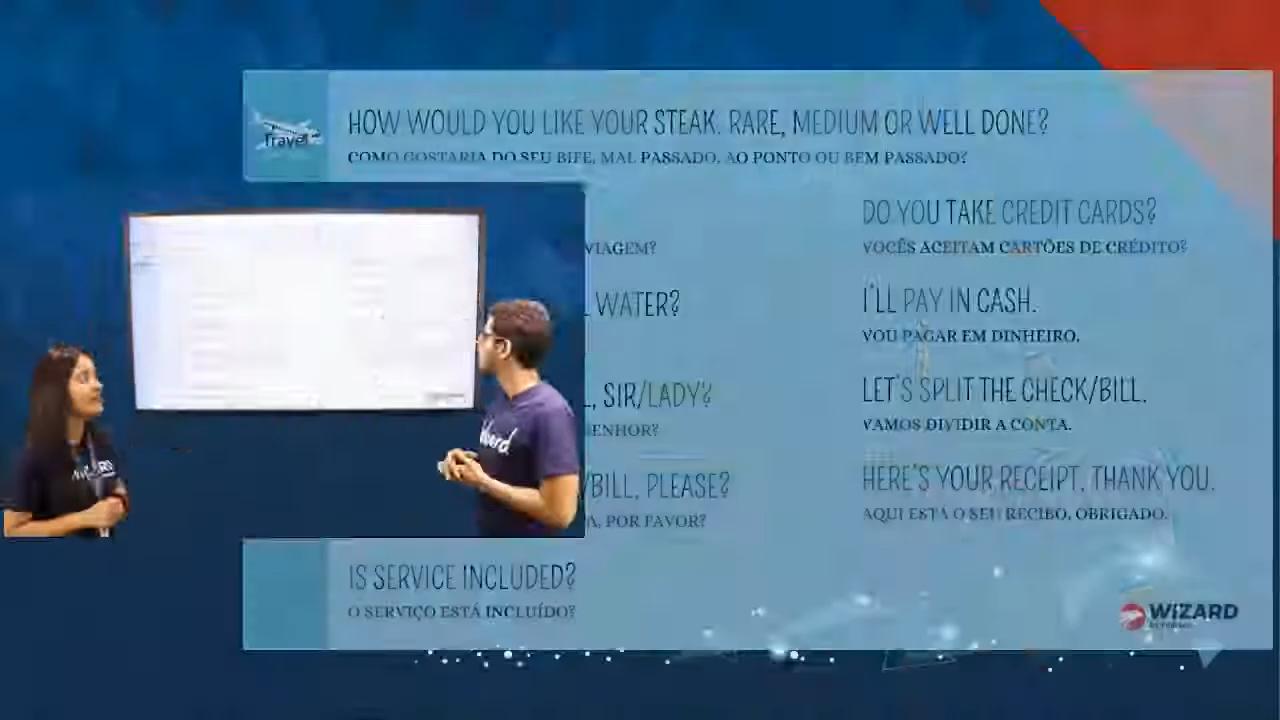 Travel
HOW WOULD YOU LIKE YOUR STEAK. RARE, MEDIUM OR WELL DONE?
COMO GOSTARIA DO SEU BIFE, MAL PASSADO, AO PONTO OU BEM PASSADO?
VIAGEM?
WATER?
, SIR/LADY?
SENHOR?
/BILL, PLEASE?
A, POR FAVOR?
IS SERVICE INCLUDED?
O SERVIÇO ESTÁ INCLUÍDO?
DO YOU TAKE CREDIT CARDS?
VOCÊS ACEITAM CARTÕES DE CRÉDITO?
I'LL PAY IN CASH.
VOU PAGAR EM DINHEIRO.
LET'S SPLIT THE CHECK/BILL.
VAMOS DIVIDIR A CONTA.
HERE'S YOUR RECEIPT, THANK YOU.
AQUI ESTÁ O SEU RECIBO, OBRIGADO.
WIZARD